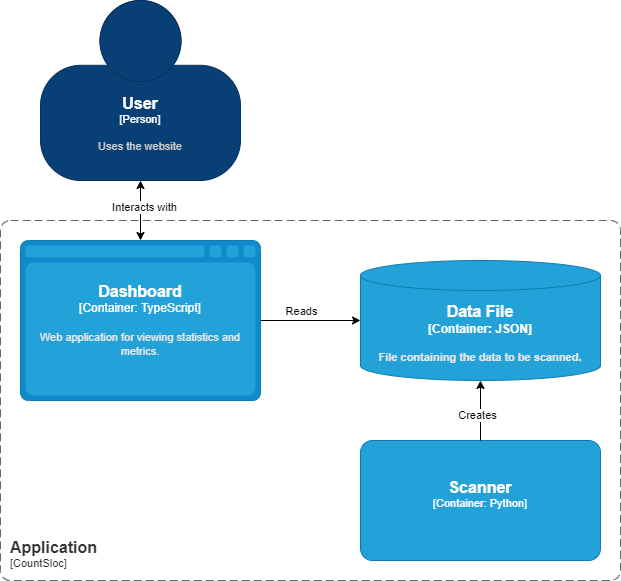 User
[Person]
Uses the website
Interacts with
Dashboard
[Container: TypeScript]
Web application for viewing statistics and
metrics.
Reads
Data File
[Container: JSON]
File containing the data to be scanned.
Creates
Scanner
[Container: Python]
Application
[CountSloc]